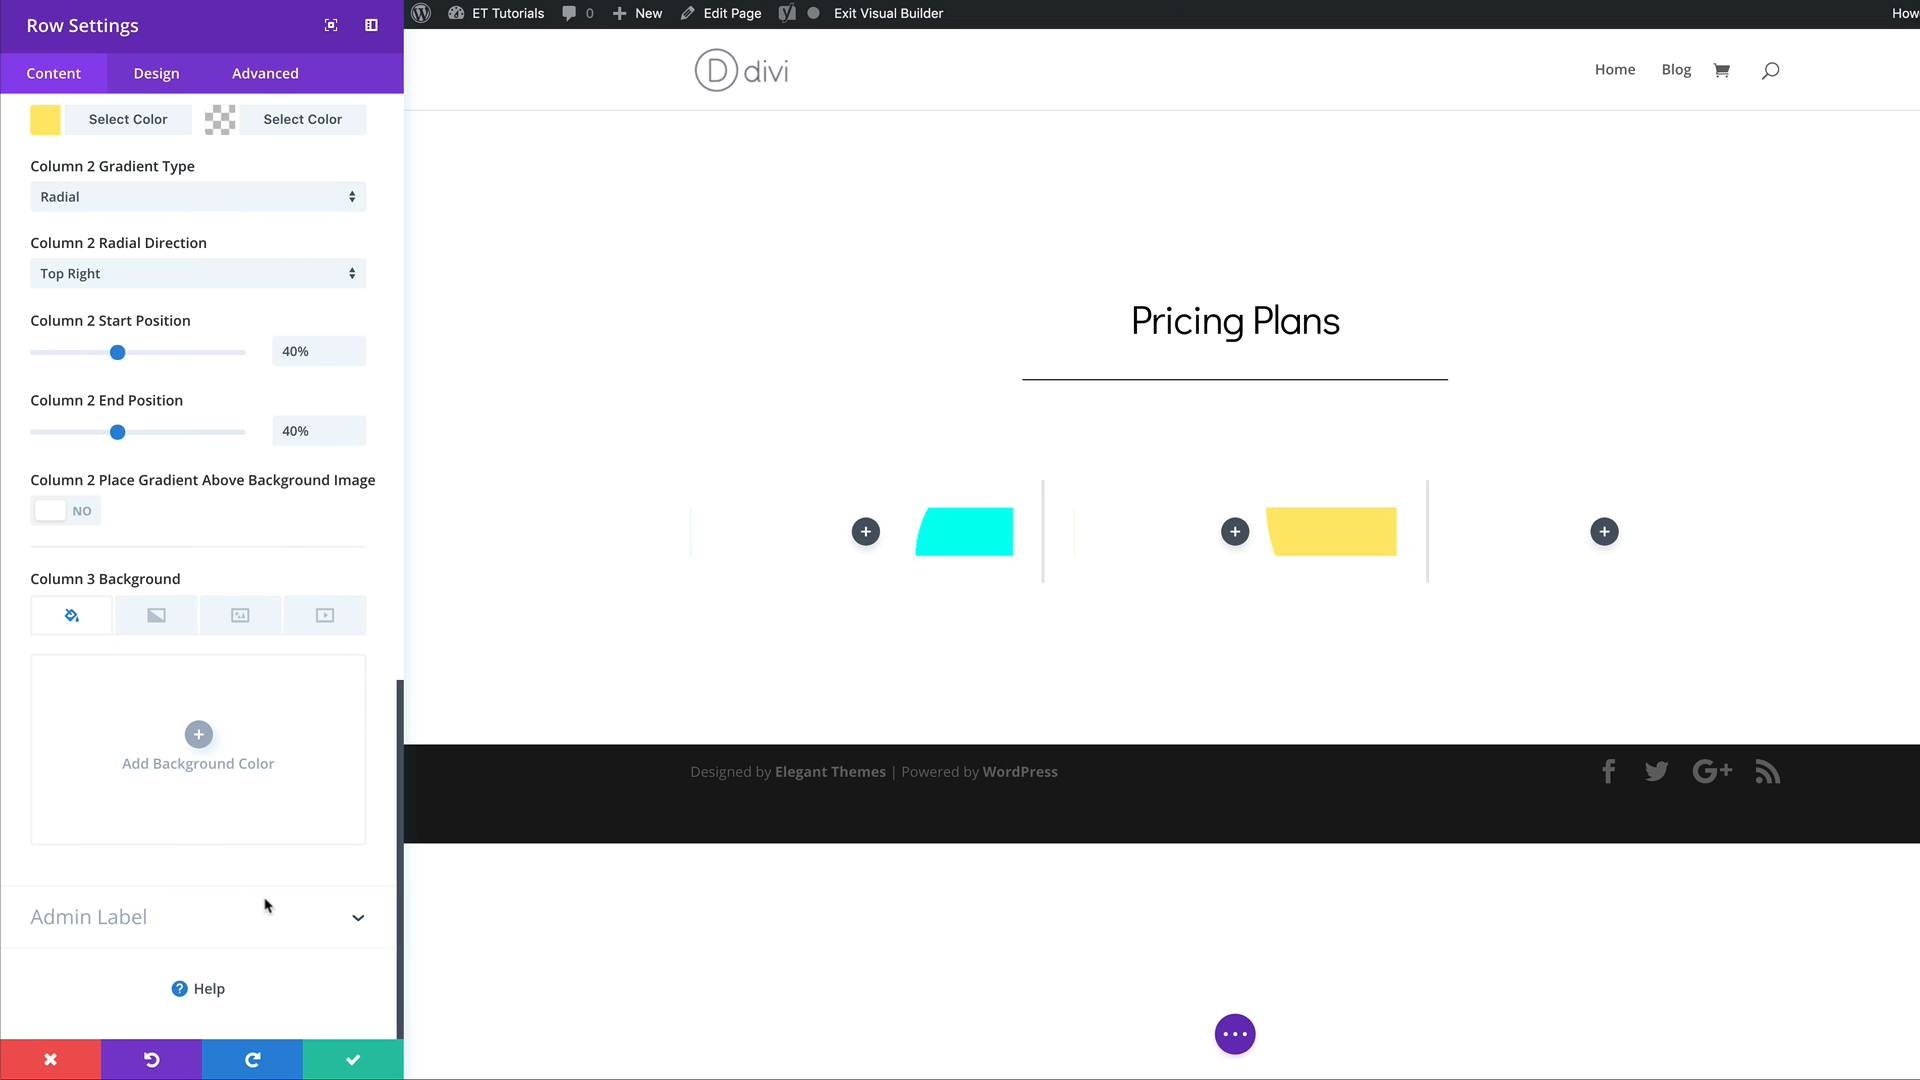 Row Settings
ET Tutorials 0 New Edit Page Exit Visual Builder
How
Content Design Advanced
D divi
Home Blog
Select Color Select Color
Column 2 Gradient Type
Radial
Column 2 Radial Direction
Top Right
Column 2 Start Position
40%
Column 2 End Position
40%
Column 2 Place Gradient Above Background Image
NO
Column 3 Background
Add Background Color
Admin Label
Help
Pricing Plans
Designed by Elegant Themes | Powered by WordPress
G+